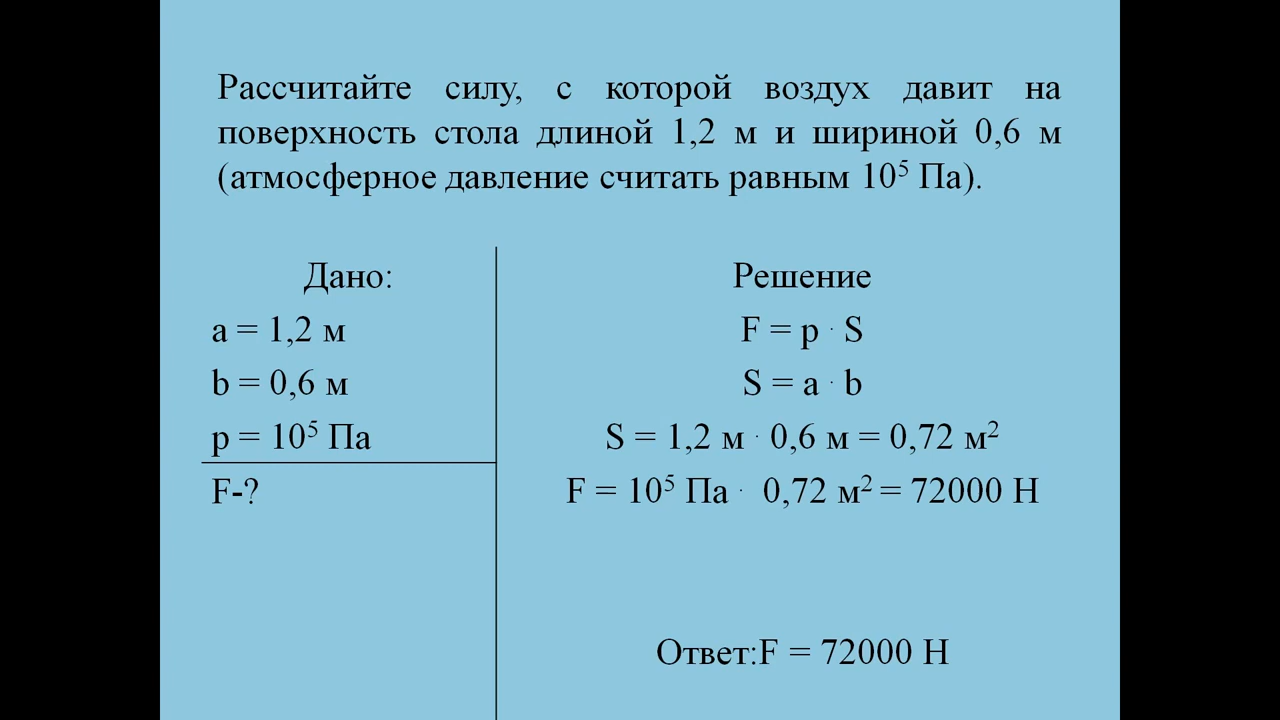 Рассчитайте силу, с которой воздух давит на
поверхность стола длиной 1,2 м и шириной 0,6 м
(атмосферное давление считать равным 10⁵ Па).
Дано:
a = 1,2 м
b = 0,6 м
p = 10⁵ Па
F-?
Решение
F = p · S
S = a · b
S = 1,2 м · 0,6 м = 0,72 м²
F = 10⁵ Па · 0,72 м² = 72000 Н
Ответ:F = 72000 Н